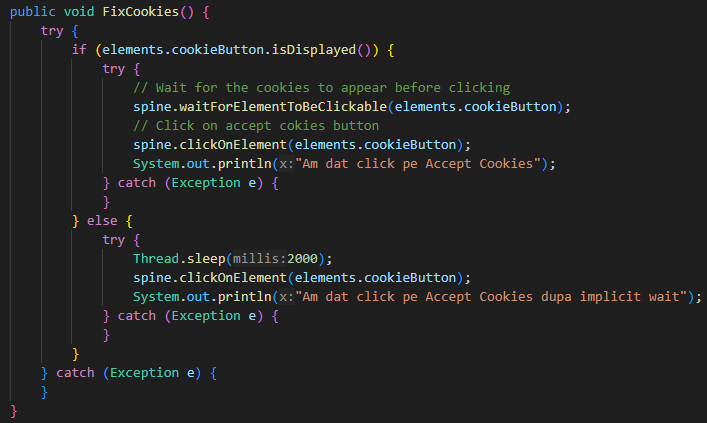 public void FixCookies() {
    try {
        if (elements.cookieButton.isDisplayed()) {
            try {
                // Wait for the cookies to appear before clicking
                spine.waitForElementToBeClickable(elements.cookieButton);
                // Click on accept cokies button
                spine.clickOnElement(elements.cookieButton);
                System.out.println(x:"Am dat click pe Accept Cookies");
            } catch (Exception e) {
            }
        } else {
            try {
                Thread.sleep(millis:2000);
                spine.clickOnElement(elements.cookieButton);
                System.out.println(x:"Am dat click pe Accept Cookies dupa implicit wait");
            } catch (Exception e) {
            }
        }
    } catch (Exception e) {
    }
}